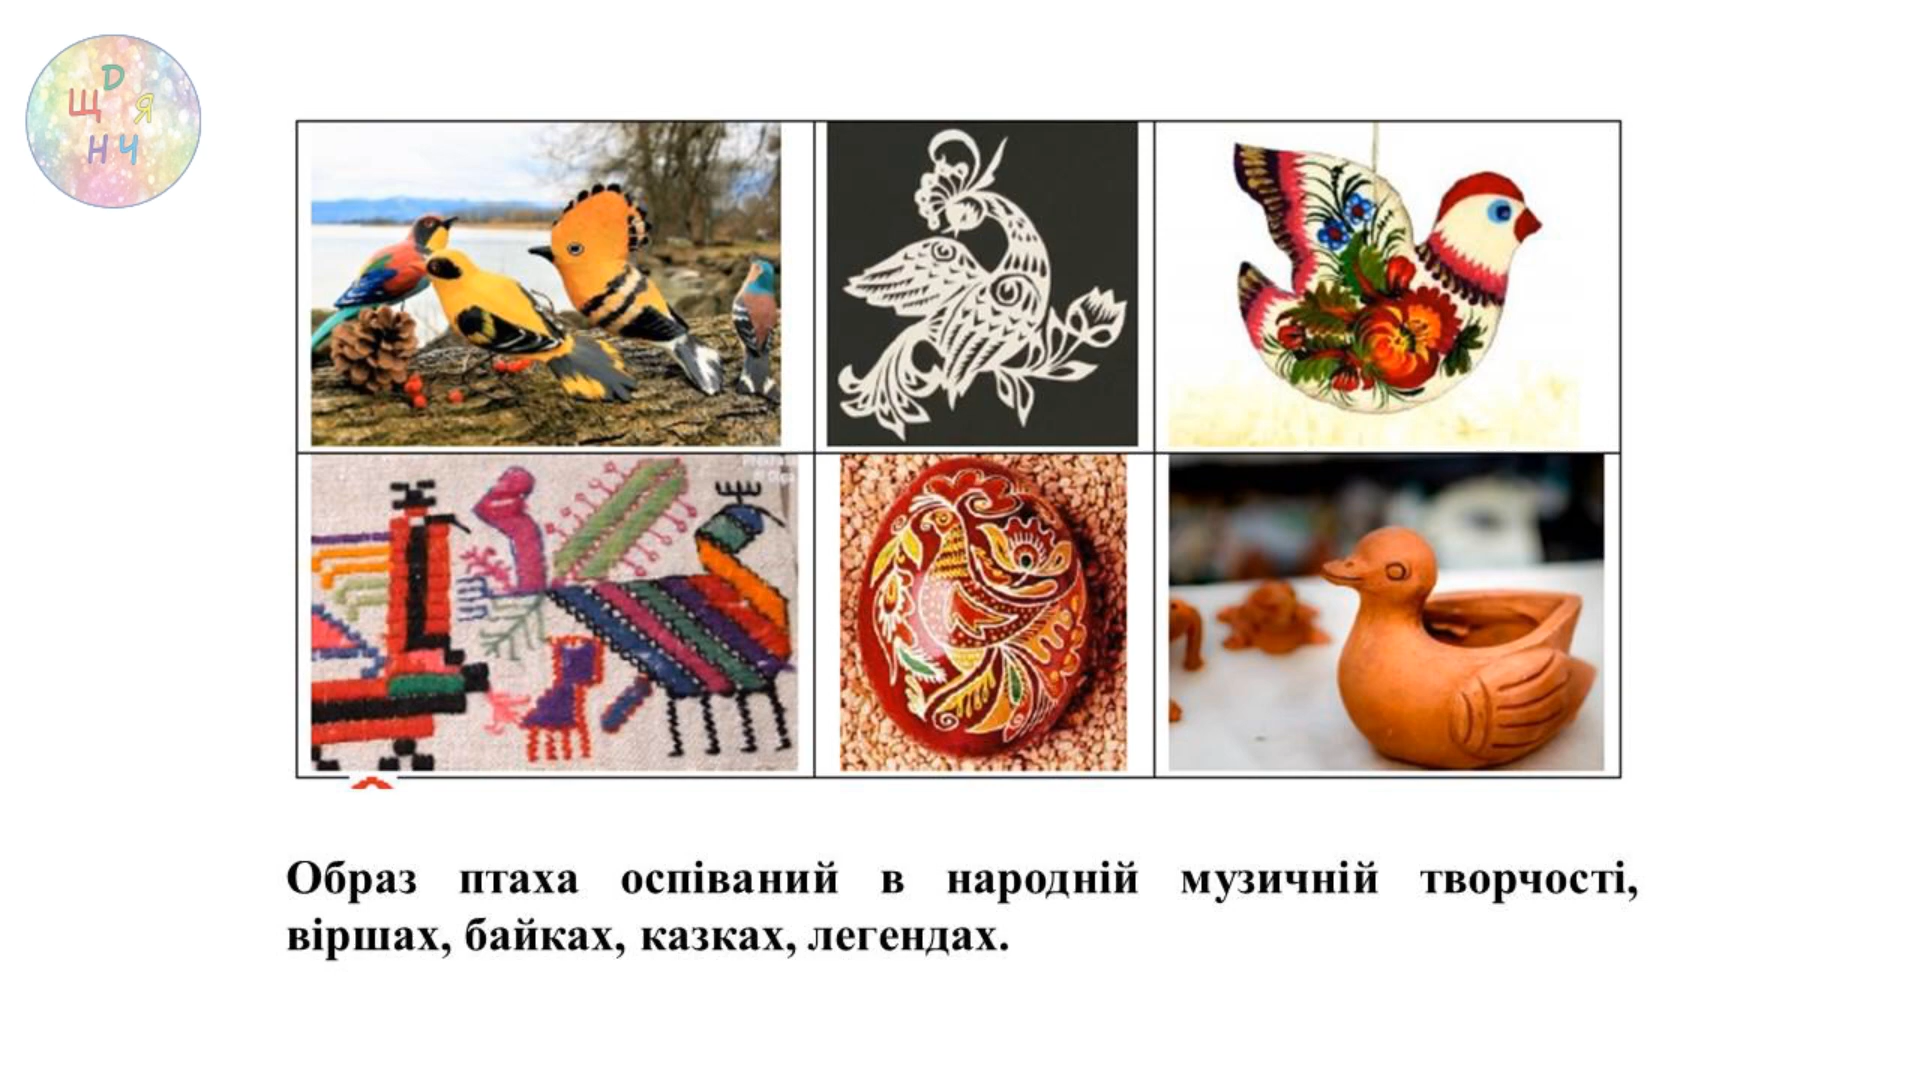 D
Щ Я
Н Ч
Образ птаха оспіваний в народній музичній творчості,
віршах, байках, казках, легендах.